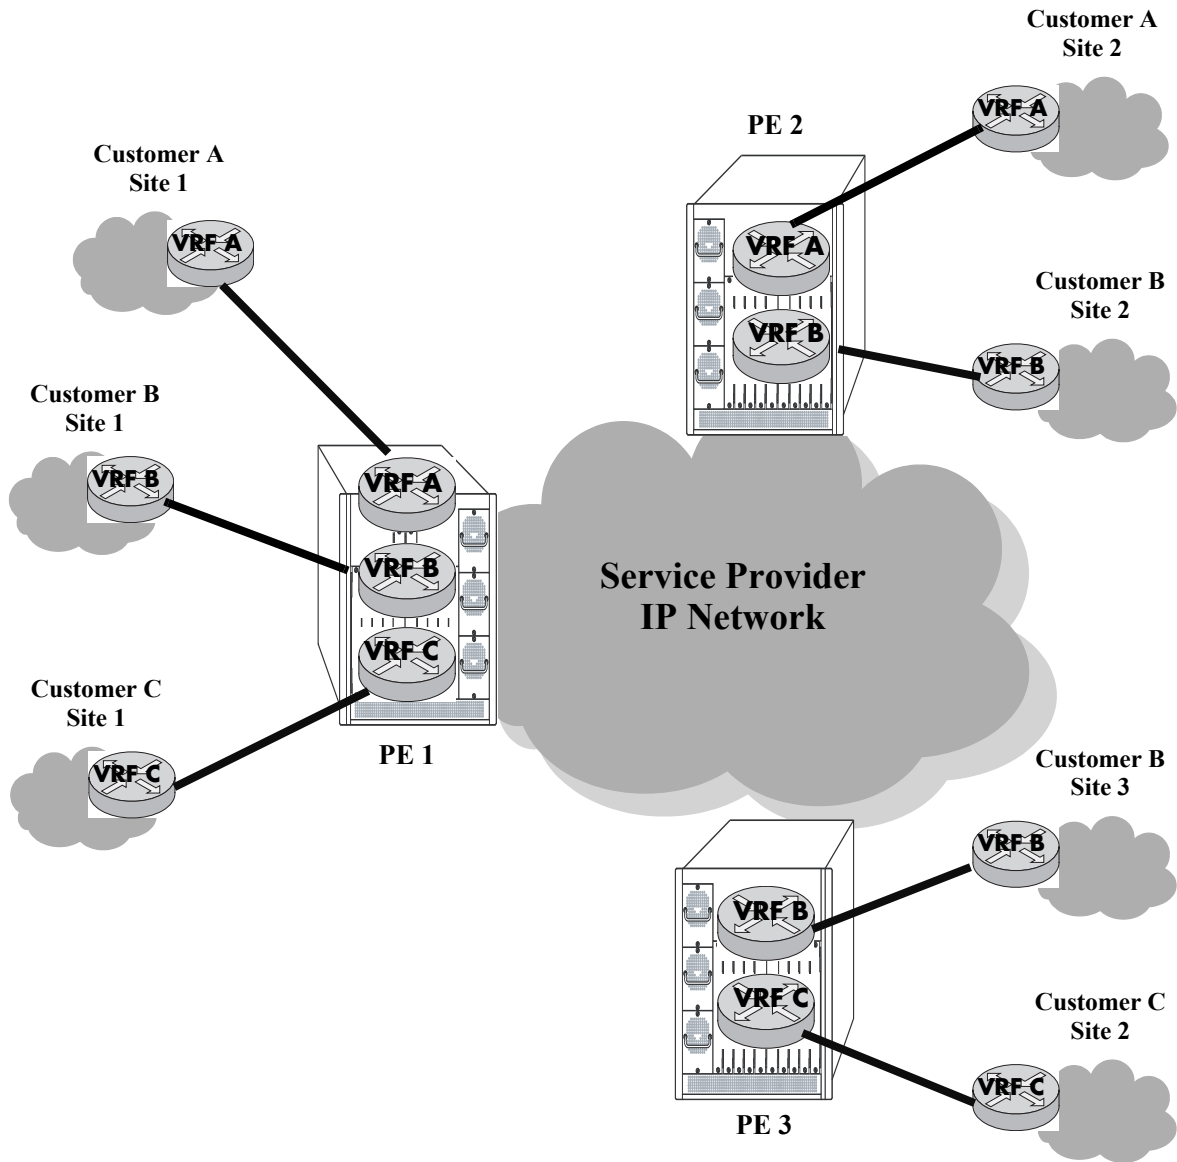 Customer A
Site 2
VRF A
PE 2
Customer A
Site 1
VRF A
VRF A
Customer B
Site 2
VRF B
VRF B
Customer B
Site 1
VRF B
VRF A
VRF B
VRF C
Service Provider
IP Network
Customer C
Site 1
VRF C
PE 1
Customer B
Site 3
VRF B
VRF B
VRF C
Customer C
Site 2
VRF C
PE 3